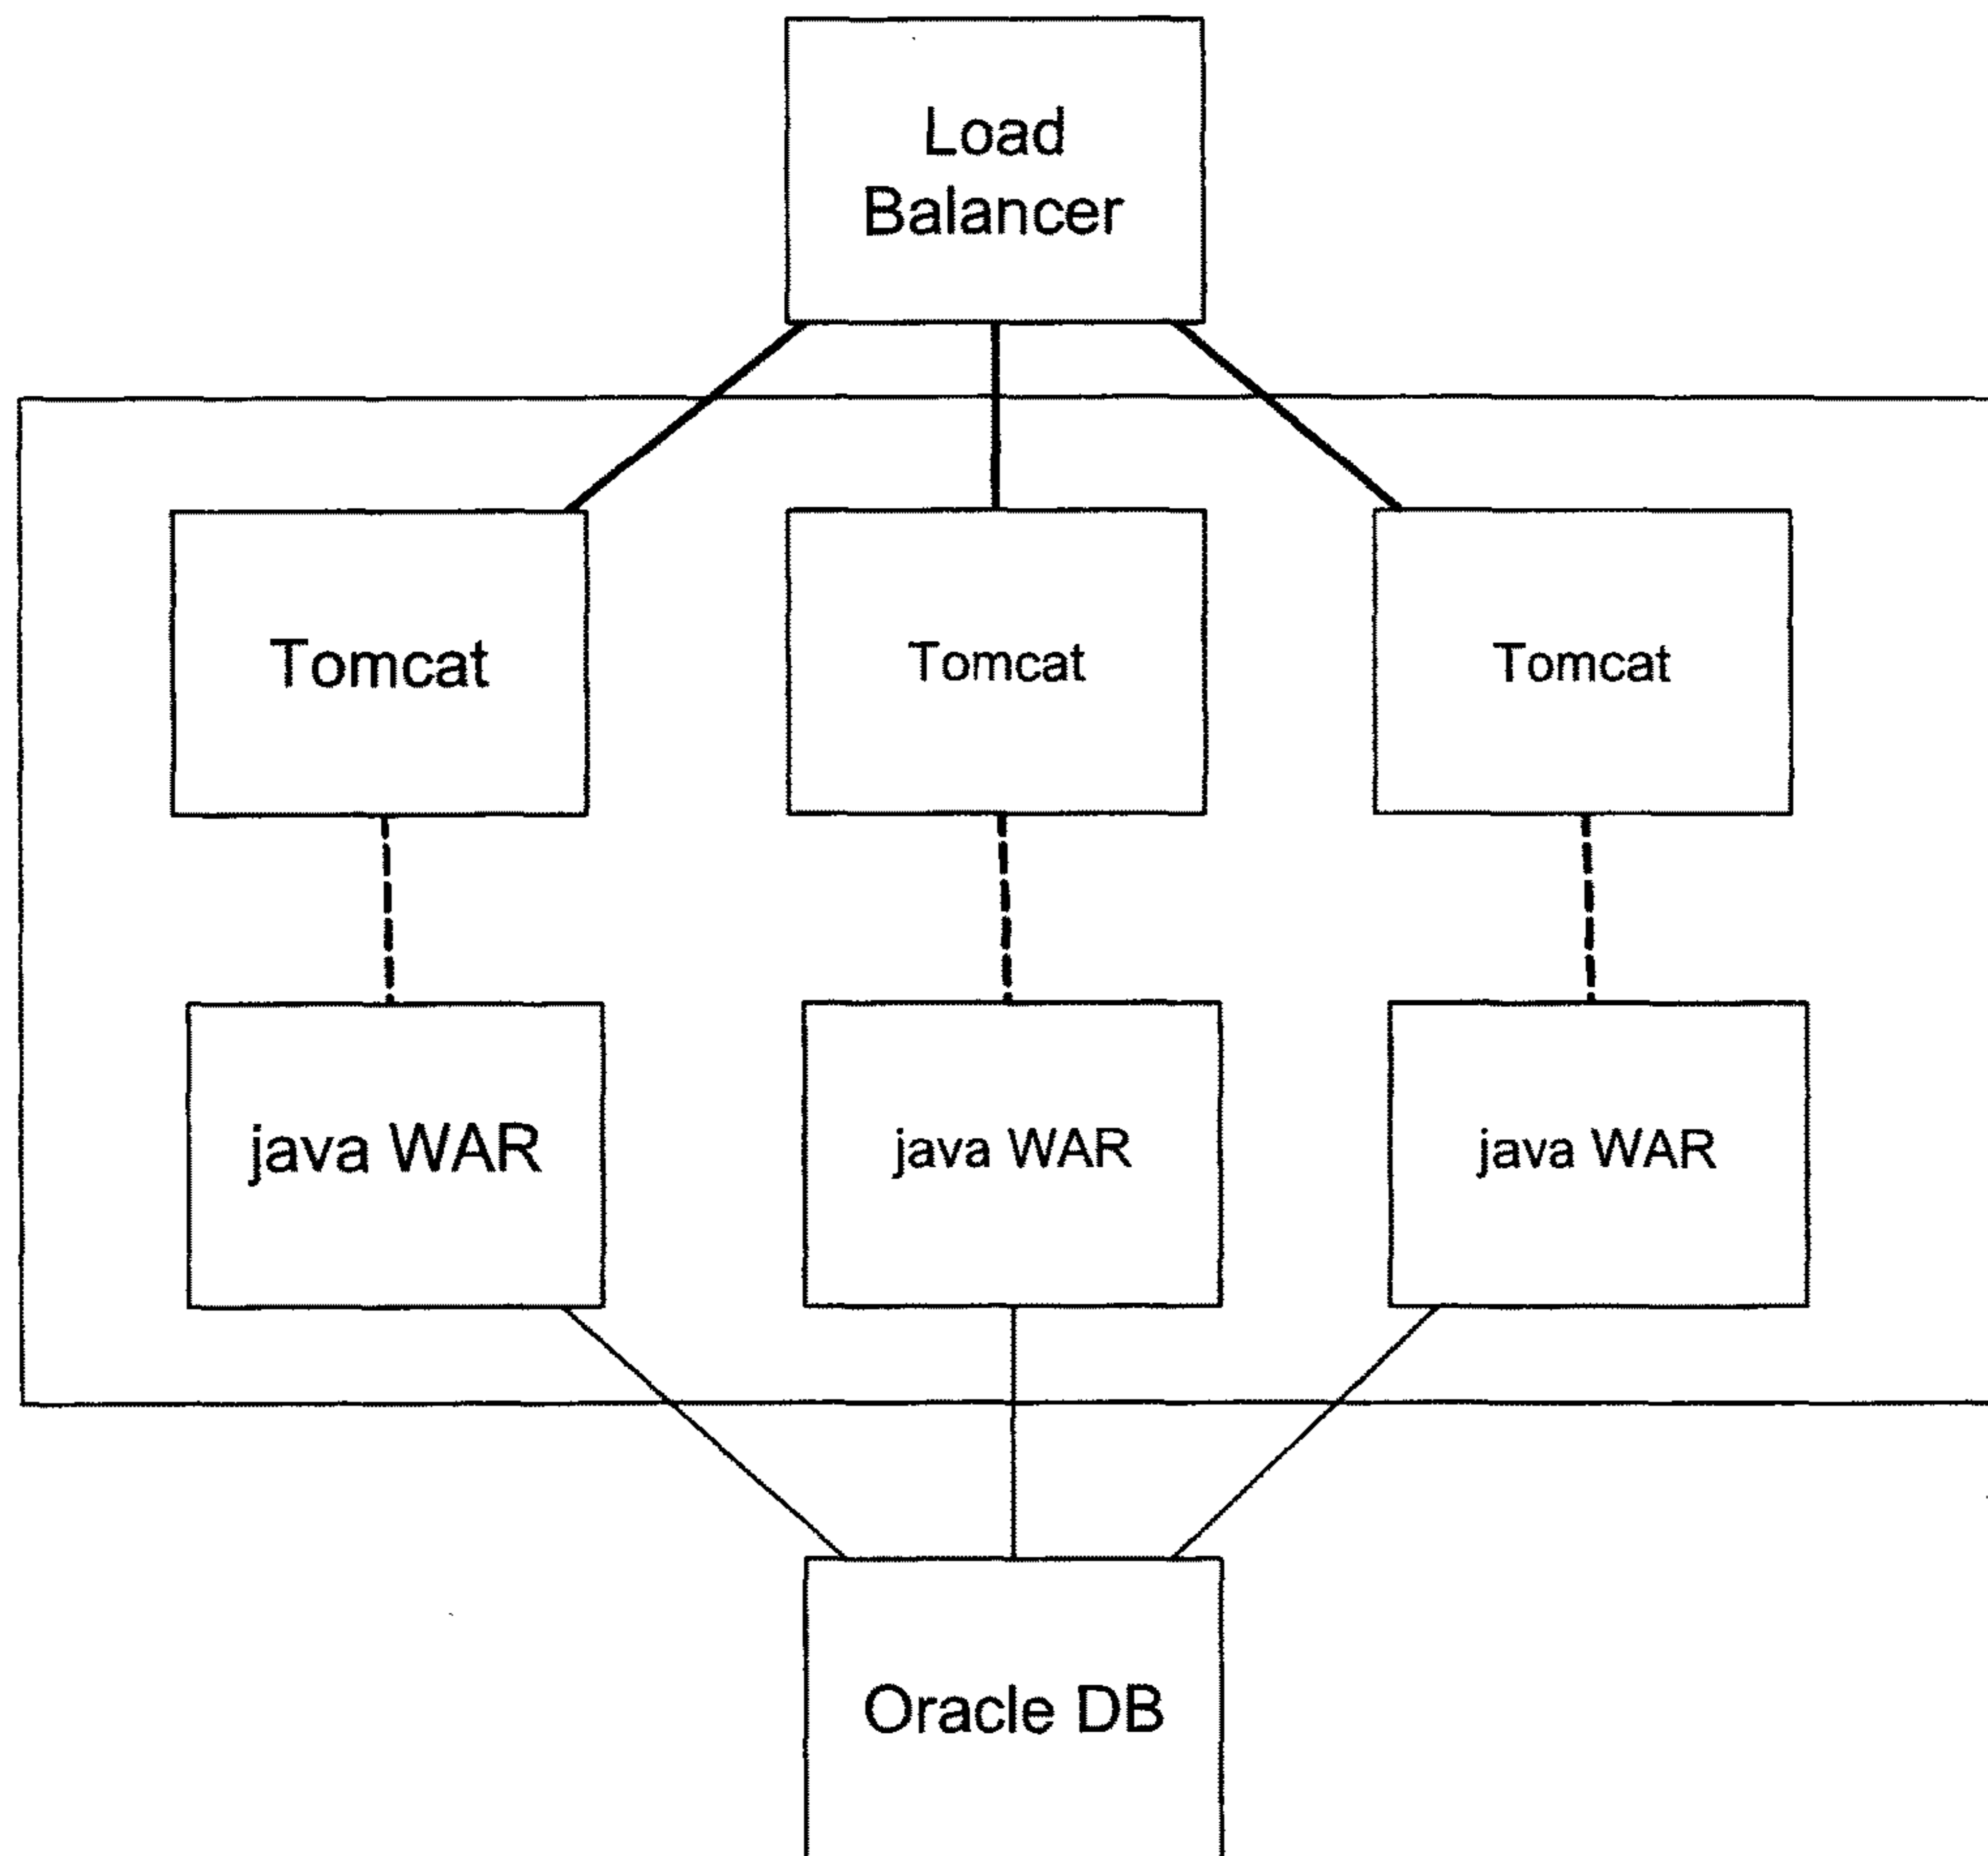 Load
Balancer
Tomcat
Tomcat
Tomcat
java WAR
java WAR
java WAR
Oracle DB